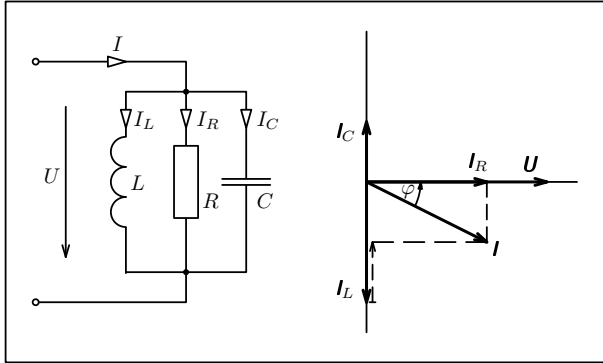 I
I_L I_R I_C
U L R C
I_C
I_R U
φ
I
I_L